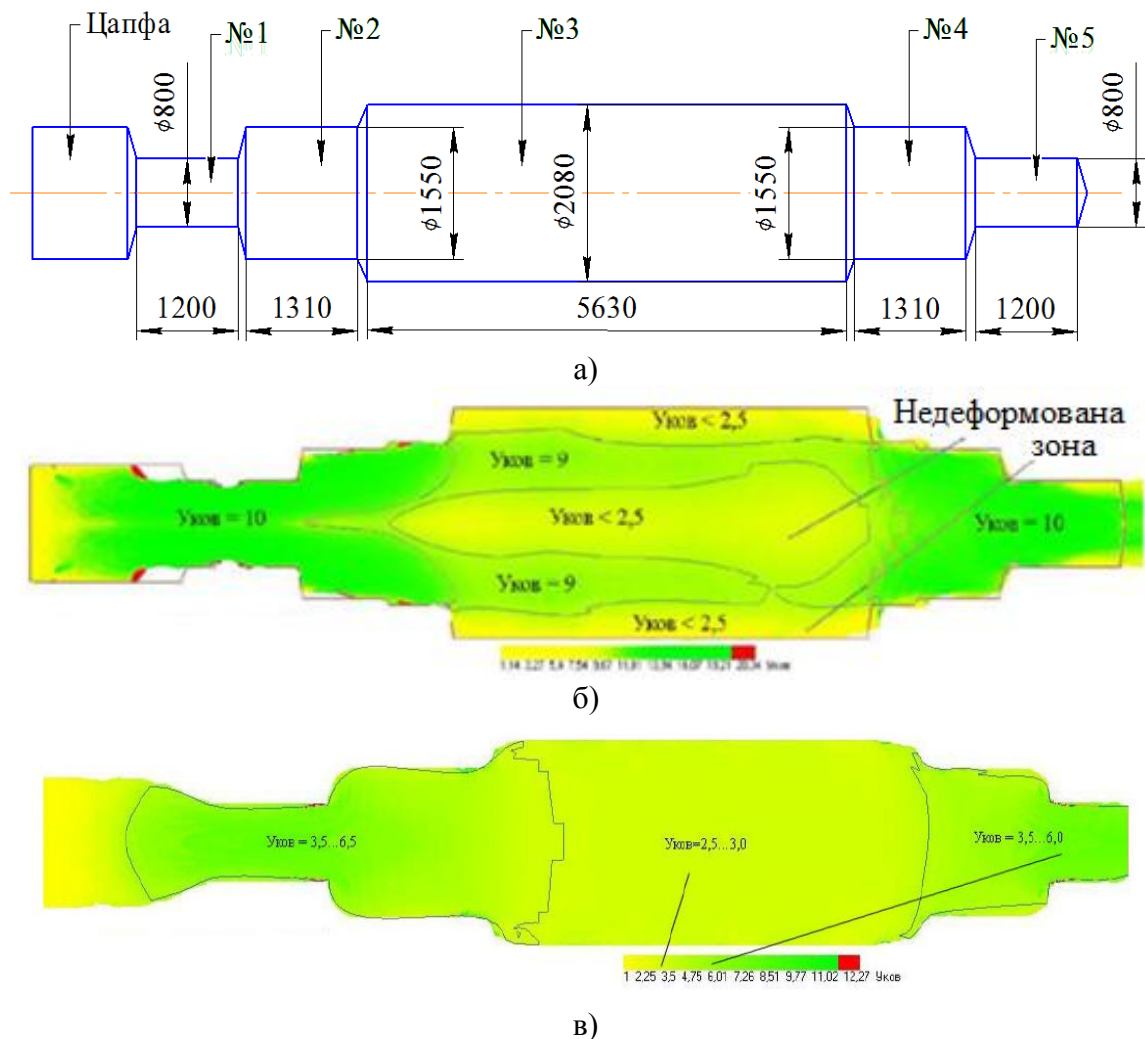 Цапфа
№1
№2
№3
№4
№5
ϕ800
ϕ1550
ϕ2080
ϕ1550
ϕ800
1200
1310
5630
1310
1200
а)
Уков < 2,5
Недеформована
зона
Уков = 9
Уков = 10
Уков < 2,5
Уков = 10
Уков = 9
Уков < 2,5
б)
Уков = 3,5...6,5
Уков=2,5...3,0
Уков = 3,5...6,0
1 2,25 3,5 4,75 6,01 7,26 8,51 9,77 11,02 12,27 Уков
в)